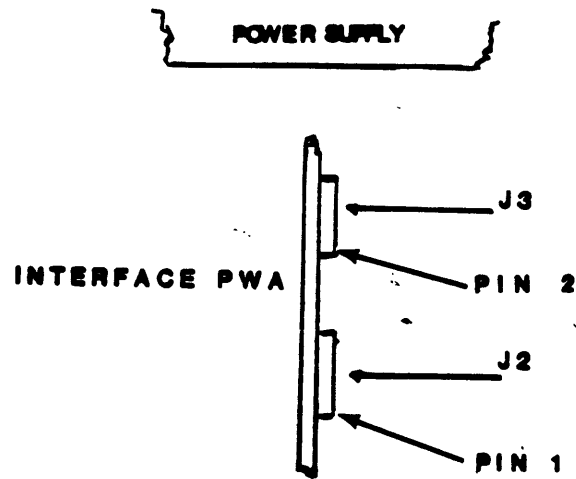 POWER SUPPLY
J3
INTERFACE PWA
PIN 2
J2
PIN 1